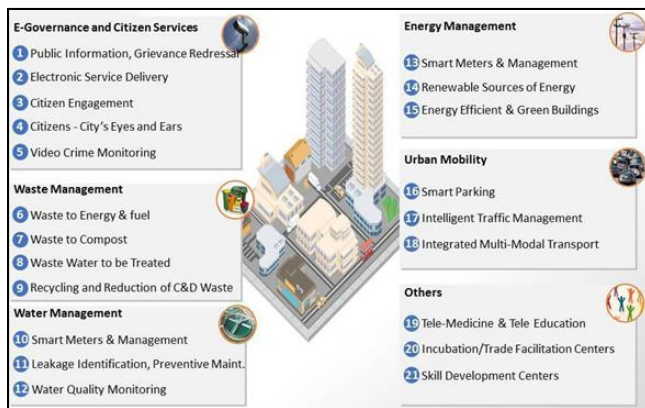 E-Governance and Citizen Services
1 Public Information, Grievance Redressal
2 Electronic Service Delivery
3 Citizen Engagement
4 Citizens - City's Eyes and Ears
5 Video Crime Monitoring
Waste Management
6 Waste to Energy & fuel
7 Waste to Compost
8 Waste Water to be Treated
9 Recycling and Reduction of C&D Waste
Water Management
10 Smart Meters & Management
11 Leakage Identification, Preventive Maint.
12 Water Quality Monitoring
Energy Management
13 Smart Meters & Management
14 Renewable Sources of Energy
15 Energy Efficient & Green Buildings
Urban Mobility
16 Smart Parking
17 Intelligent Traffic Management
18 Integrated Multi-Modal Transport
Others
19 Tele-Medicine & Tele Education
20 Incubation/Trade Facilitation Centers
21 Skill Development Centers